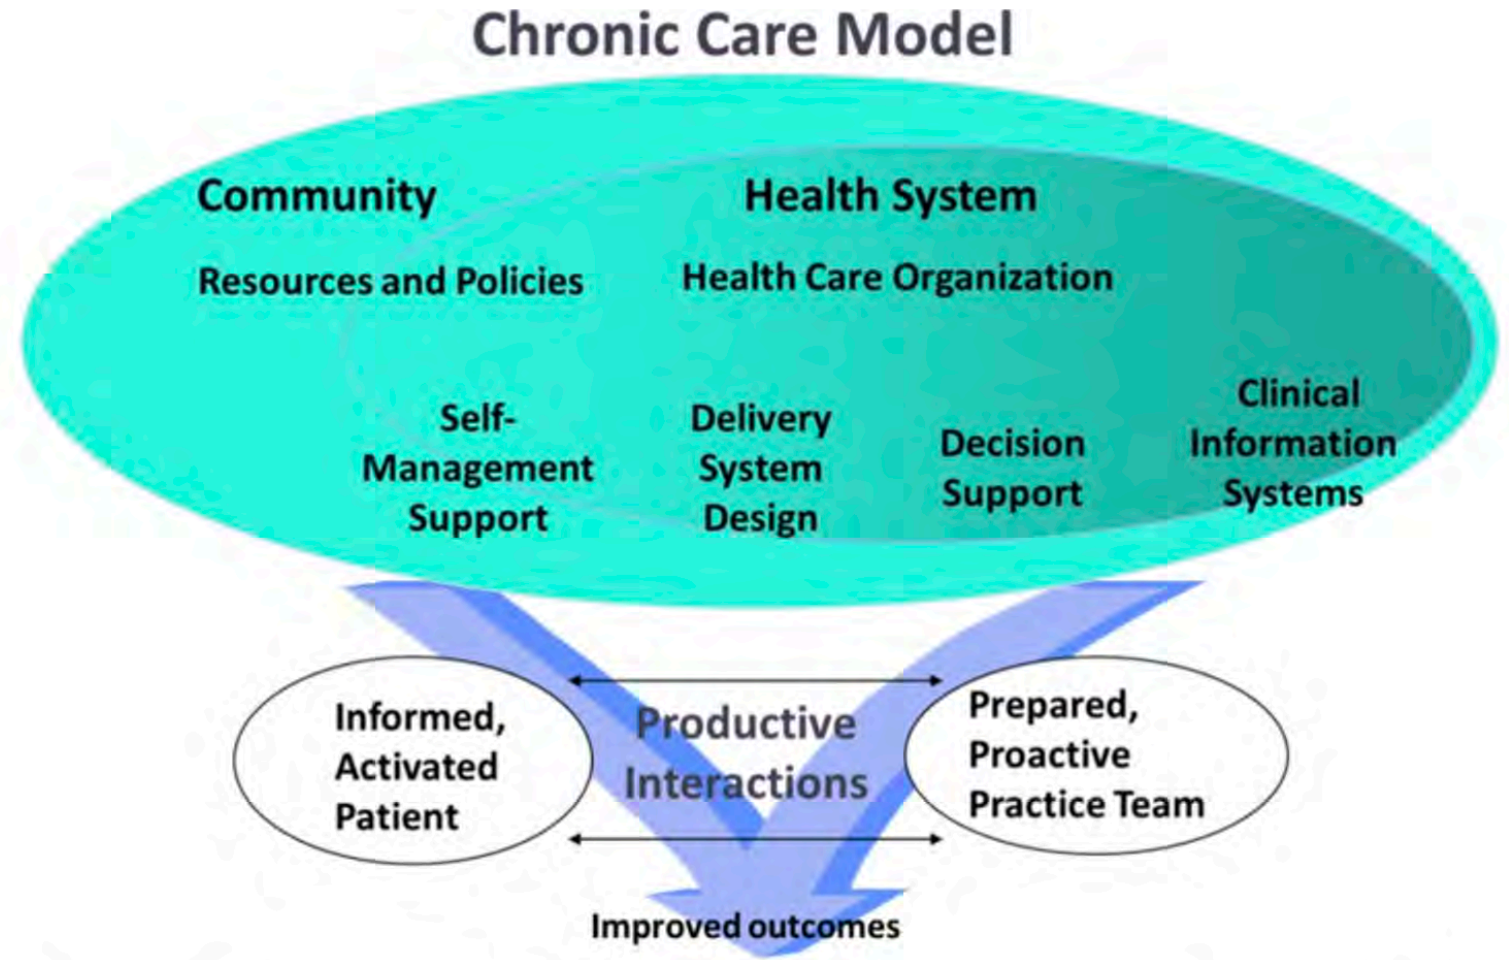 Chronic Care Model
Community
Health System
Resources and Policies
Health Care Organization
Self-
Management
Support
Delivery
System
Design
Decision
Support
Clinical
Information
Systems
Informed,
Activated
Patient
Productive
Interactions
Prepared,
Proactive
Practice Team
Improved outcomes